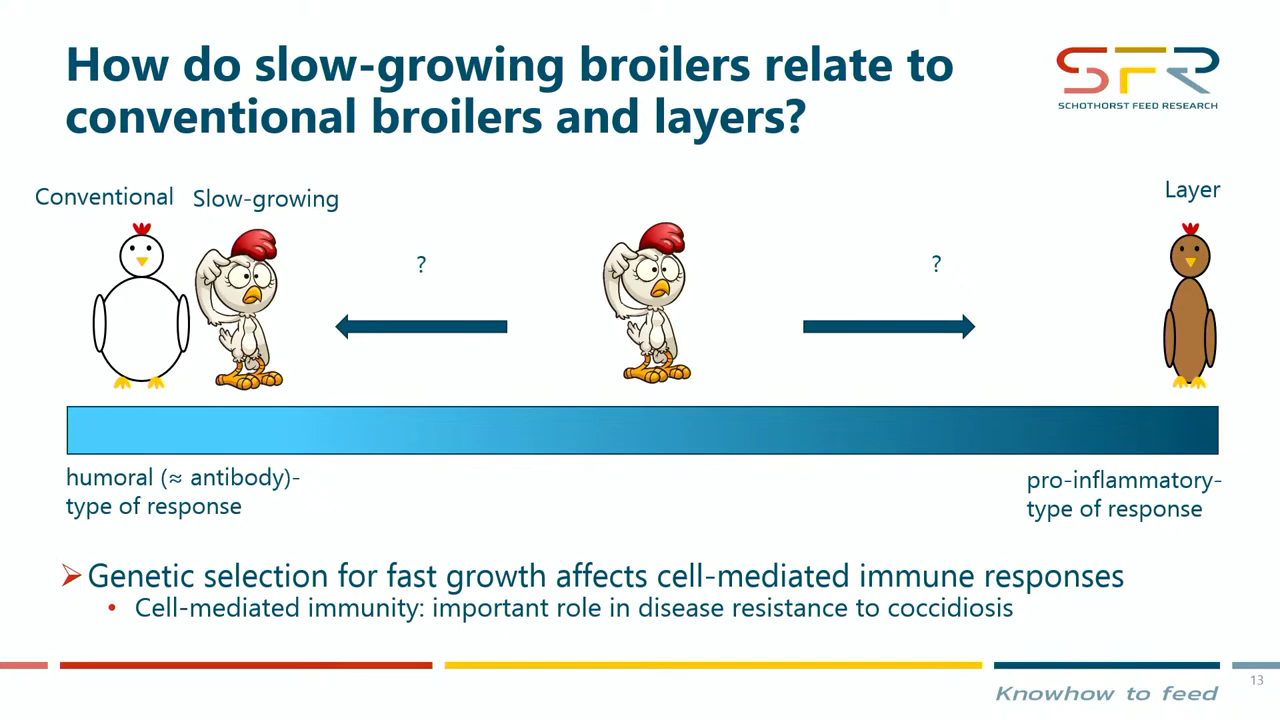 How do slow-growing broilers relate to
conventional broilers and layers?
SFR
SCHOTHORST FEED RESEARCH
Conventional
Slow-growing
Layer
?
?
humoral (≈ antibody)-
type of response
pro-inflammatory-
type of response
Genetic selection for fast growth affects cell-mediated immune responses
• Cell-mediated immunity: important role in disease resistance to coccidiosis
13
Knowhow to feed